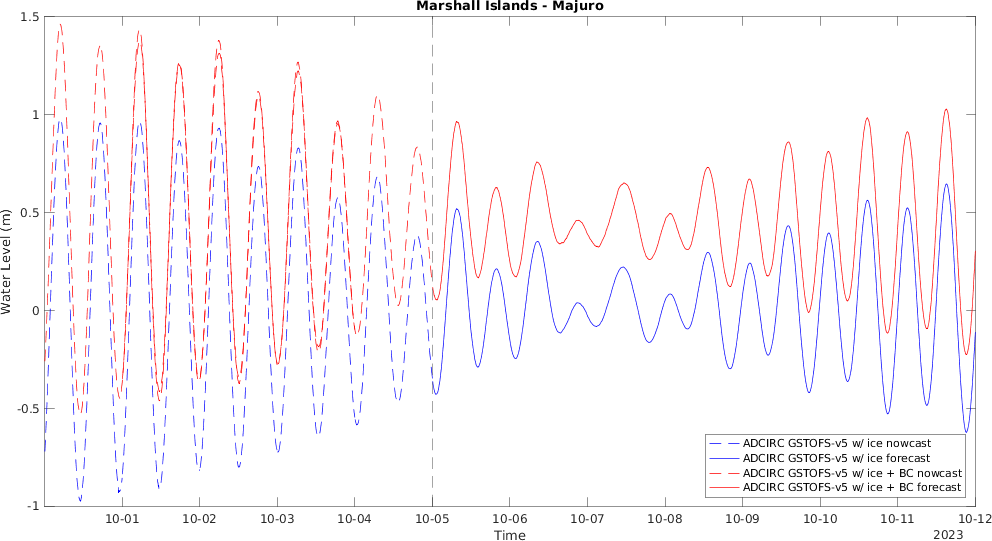 Marshall Islands - Majuro
Water Level (m)
1.5
1
0.5
0
-0.5
-1
10-01
10-02
10-03
10-04
10-05
10-06
10-07
10-08
10-09
10-10
10-11
10-12
Time
2023
ADCIRC GSTOFS-v5 w/ ice nowcast
ADCIRC GSTOFS-v5 w/ ice forecast
ADCIRC GSTOFS-v5 w/ ice + BC nowcast
ADCIRC GSTOFS-v5 w/ ice + BC forecast